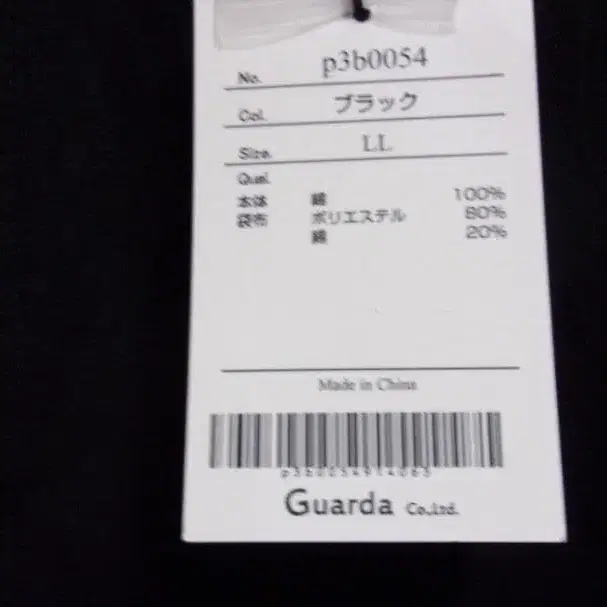 No. p3b0054
Col. ブラック
Size. LL
Qual.
本体 綿 100%
袋布 ポリエステル 80%
綿 20%
Made in China
Guarda Co.,Ltd.